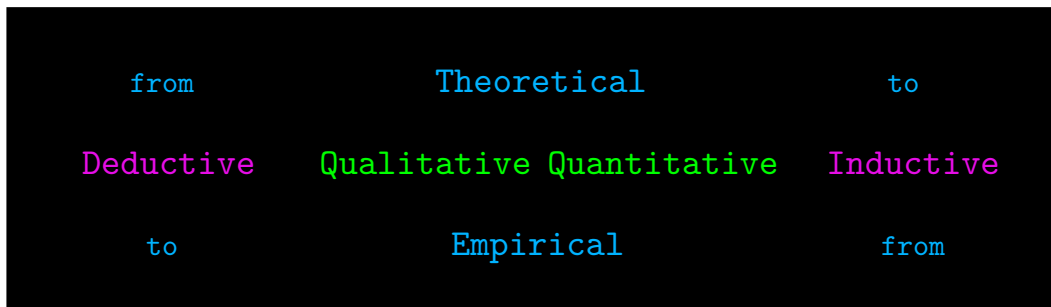 from Theoretical to
Deductive Qualitative Quantitative Inductive
to Empirical from